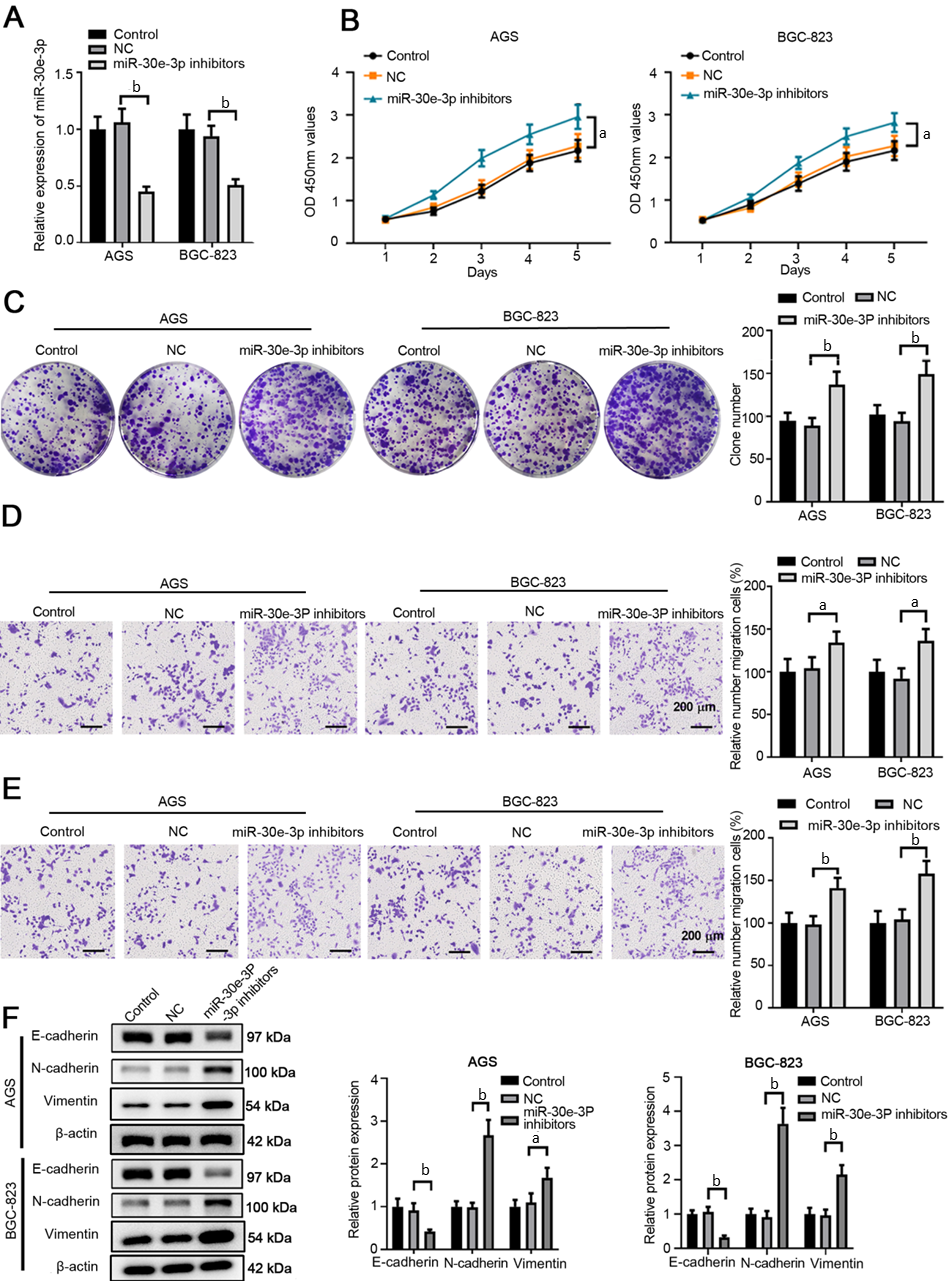 A
Control
NC
miR-30e-3p inhibitors
Relative expression of miR-30e-3p
1.5
1.0
0.5
0.0
b
b
AGS
BGC-823
B
AGS
Control
NC
miR-30e-3p inhibitors
OD 450nm values
4
3
2
1
0
a
1 2 3 4 5
Days
BGC-823
Control
NC
miR-30e-3p inhibitors
OD 450nm values
4
3
2
1
0
a
1 2 3 4 5
Days
C
AGS
BGC-823
Control
NC
miR-30e-3p inhibitors
Control
NC
miR-30e-3p inhibitors
Control
NC
miR-30e-3P inhibitors
Clone number
200
150
100
50
0
b
b
AGS
BGC-823
D
AGS
BGC-823
Control
NC
miR-30e-3P inhibitors
Control
NC
miR-30e-3P inhibitors
200 μm
Control
NC
miR-30e-3P inhibitors
Relative number migration cells (%)
200
150
100
50
0
a
a
AGS
BGC-823
E
AGS
BGC-823
Control
NC
miR-30e-3p inhibitors
Control
NC
miR-30e-3p inhibitors
200 μm
Control
NC
miR-30e-3p inhibitors
Relative number migration cells (%)
200
150
100
50
0
b
b
AGS
BGC-823
F
Control
NC
miR-30e-3P
-3p inhibitors
AGS
E-cadherin
97 kDa
N-cadherin
100 kDa
Vimentin
54 kDa
β-actin
42 kDa
BGC-823
E-cadherin
97 kDa
N-cadherin
100 kDa
Vimentin
54 kDa
β-actin
42 kDa
AGS
Control
NC
miR-30e-3P
inhibitors
Relative protein expression
4
3
2
1
0
b
b
a
E-cadherin
N-cadherin
Vimentin
BGC-823
Control
NC
miR-30e-3P inhibitors
Relative protein expression
5
4
3
2
1
0
b
b
b
E-cadherin
N-cadherin
Vimentin